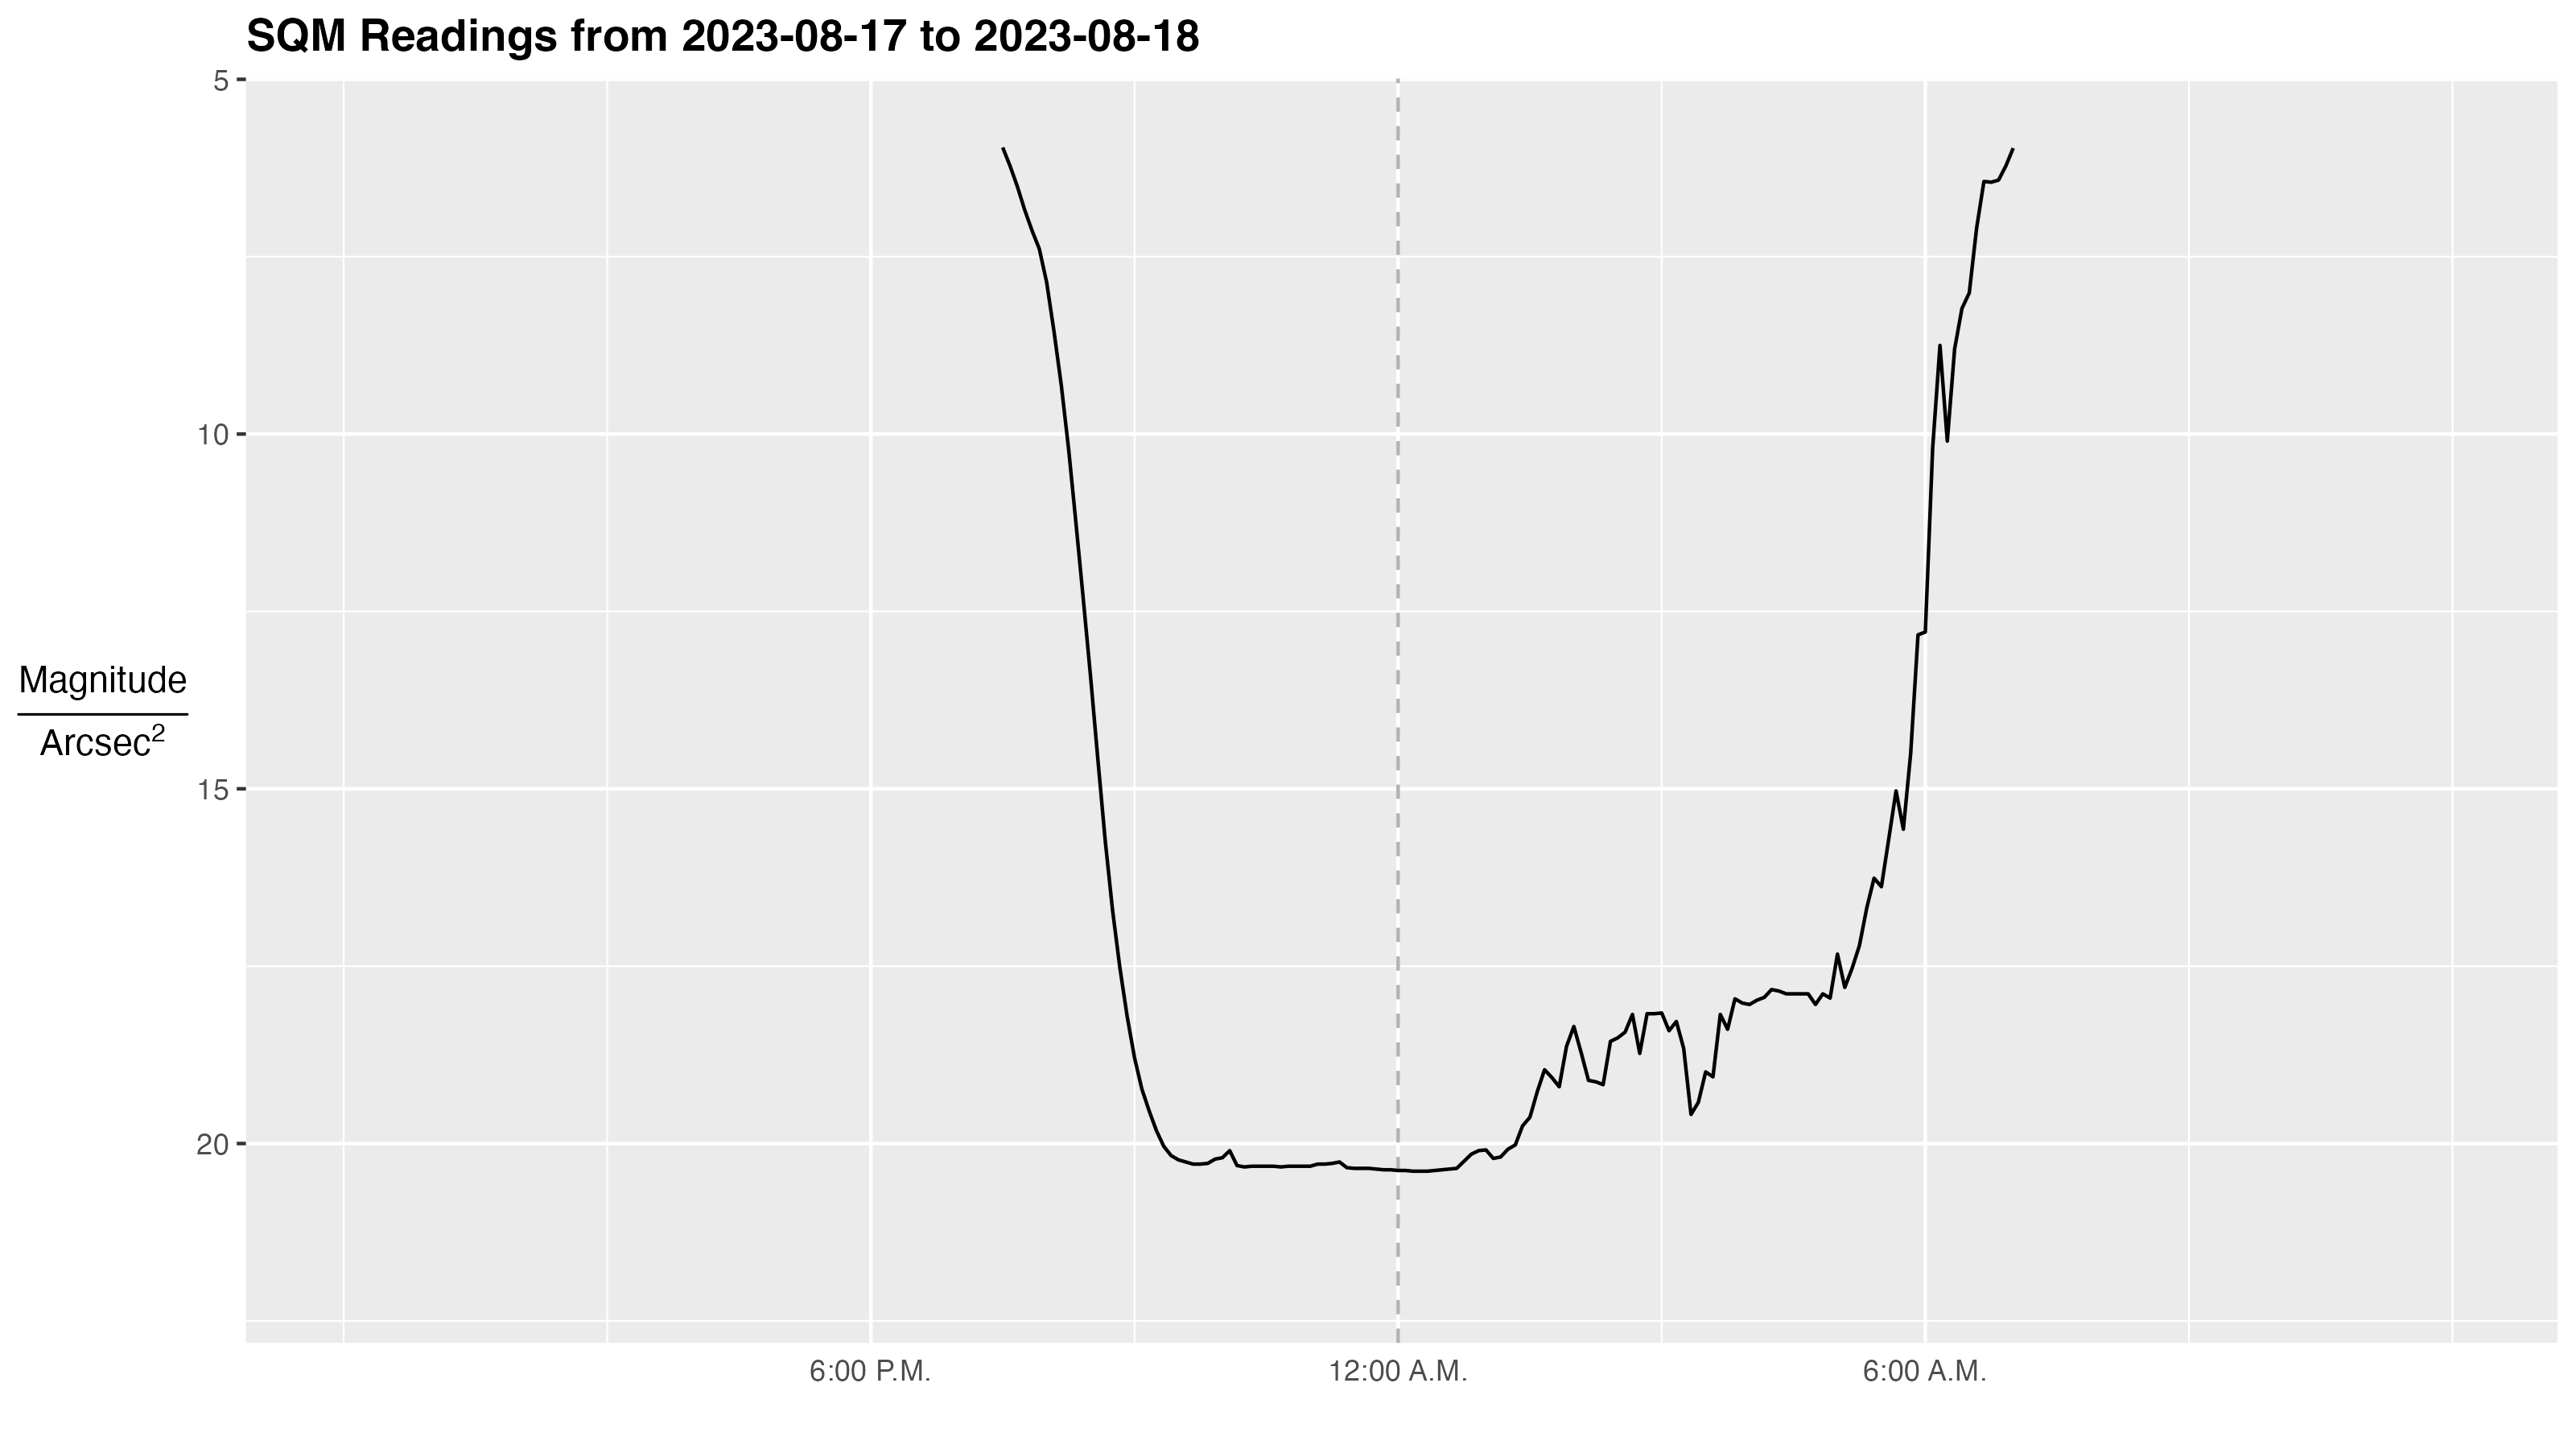 SQM Readings from 2023-08-17 to 2023-08-18
5
10
15
20
Magnitude
Arcsec²
6:00 P.M.
12:00 A.M.
6:00 A.M.